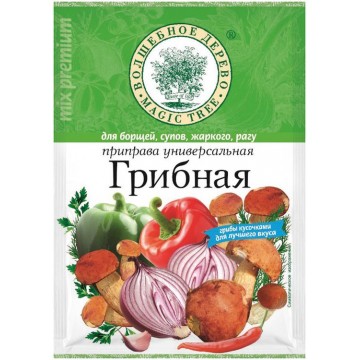 mix premium
ВОЛШЕБНОЕ ДЕРЕВО
®
MAGIC TREE
для борщей, супов, жаркого, рагу
приправа универсальная
Грибная
грибы кусочками
для лучшего вкуса